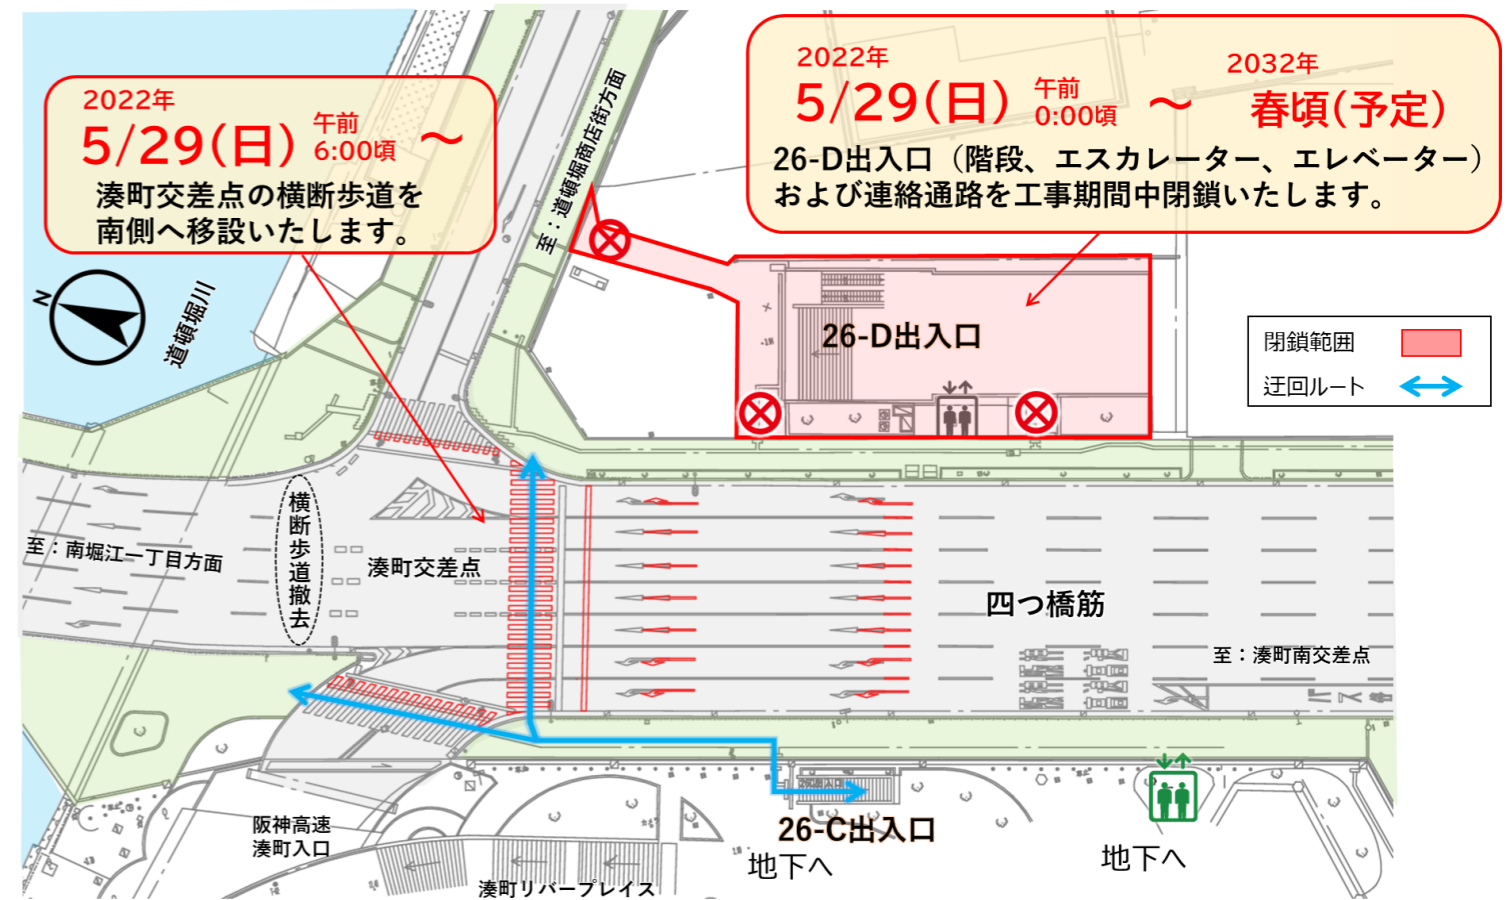 2022年
5/29(日) 午前 6:00頃 ～
湊町交差点の横断歩道を
南側へ移設いたします。
2022年
5/29(日) 午前 0:00頃 ～ 2032年 春頃(予定)
26-D出入口（階段、エスカレーター、エレベーター）
および連絡通路を工事期間中閉鎖いたします。
至：道頓堀商店街方面
N
道頓堀川
26-D出入口
閉鎖範囲
迂回ルート
横断歩道撤去
至：南堀江一丁目方面
湊町交差点
四つ橋筋
至：湊町南交差点
阪神高速
湊町入口
26-C出入口
地下へ
地下へ
湊町リバープレイス